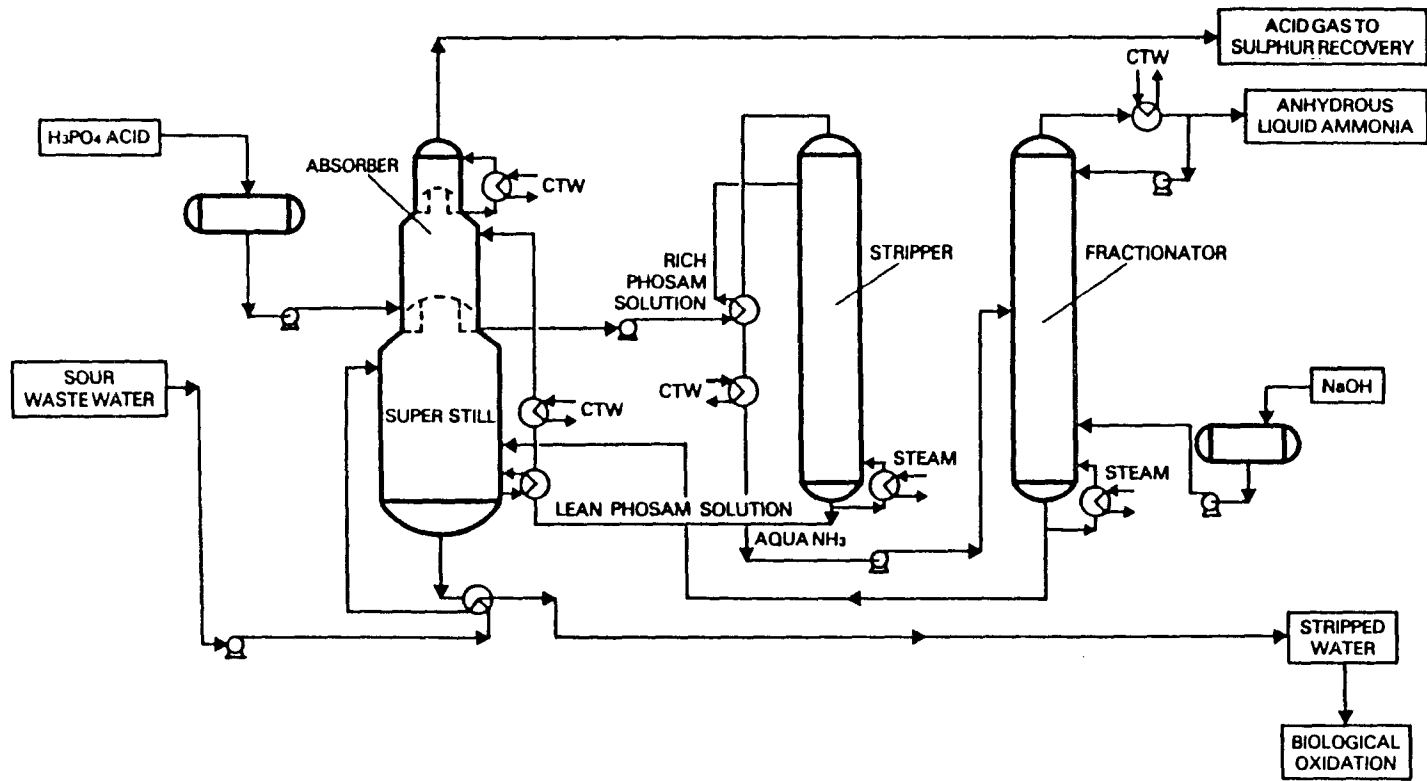 ACID GAS TO
SULPHUR RECOVERY
CTW
ANHYDROUS
LIQUID AMMONIA
H₃PO₄ ACID
ABSORBER
CTW
RICH
PHOSAM
SOLUTION
STRIPPER
FRACTIONATOR
SOUR
WASTE WATER
CTW
NaOH
SUPER STILL
CTW
STEAM
STEAM
LEAN PHOSAM SOLUTION
AQUA NH₃
STRIPPED
WATER
BIOLOGICAL
OXIDATION